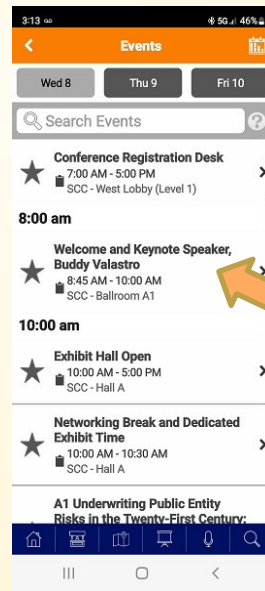 3:13
5G 46%
Events
Wed 8
Thu 9
Fri 10
Search Events
Conference Registration Desk
7:00 AM - 5:00 PM
SCC - West Lobby (Level 1)
8:00 am
Welcome and Keynote Speaker,
Buddy Valastro
8:45 AM - 10:00 AM
SCC - Ballroom A1
10:00 am
Exhibit Hall Open
10:00 AM - 5:00 PM
SCC - Hall A
Networking Break and Dedicated
Exhibit Time
10:00 AM - 10:30 AM
SCC - Hall A
A1 Underwriting Public Entity
Risks in the Twenty-First Century: